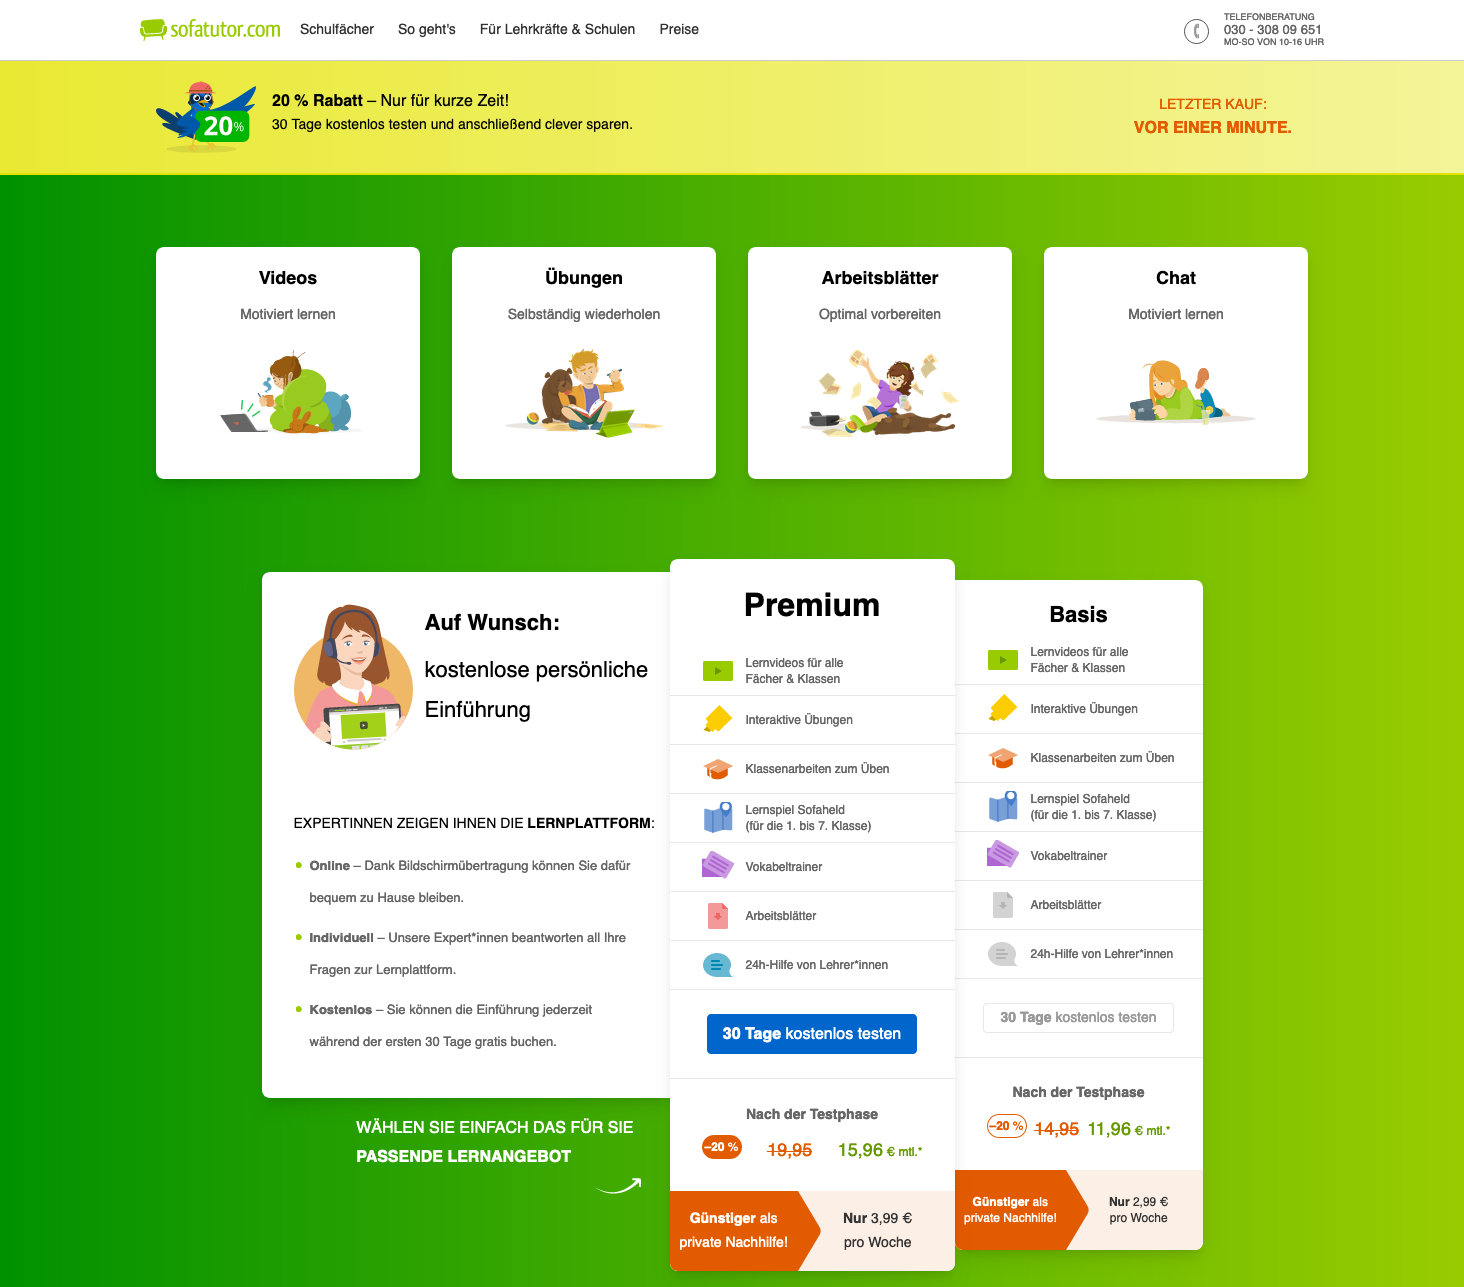 sofatutor.com
Schulfächer
So geht's
Für Lehrkräfte & Schulen
Preise
TELEFONBERATUNG
030 - 308 09 651
MO-SO VON 10-16 UHR
20%
20 % Rabatt – Nur für kurze Zeit!
30 Tage kostenlos testen und anschließend clever sparen.
LETZTER KAUF:
VOR EINER MINUTE.
Videos
Motiviert lernen
Übungen
Selbständig wiederholen
Arbeitsblätter
Optimal vorbereiten
Chat
Motiviert lernen
Auf Wunsch:
kostenlose persönliche
Einführung
EXPERTINNEN ZEIGEN IHNEN DIE LERNPLATTFORM:
Online – Dank Bildschirmübertragung können Sie dafür
bequem zu Hause bleiben.
Individuell – Unsere Expert*innen beantworten all Ihre
Fragen zur Lernplattform.
Kostenlos – Sie können die Einführung jederzeit
während der ersten 30 Tage gratis buchen.
WÄHLEN SIE EINFACH DAS FÜR SIE
PASSENDE LERNANGEBOT
Premium
Lernvideos für alle
Fächer & Klassen
Interaktive Übungen
Klassenarbeiten zum Üben
Lernspiel Sofaheld
(für die 1. bis 7. Klasse)
Vokabeltrainer
Arbeitsblätter
24h-Hilfe von Lehrer*innen
30 Tage kostenlos testen
Nach der Testphase
–20 %
19,95
15,96 € mtl.*
Günstiger als
private Nachhilfe!
Nur 3,99 €
pro Woche
Basis
Lernvideos für alle
Fächer & Klassen
Interaktive Übungen
Klassenarbeiten zum Üben
Lernspiel Sofaheld
(für die 1. bis 7. Klasse)
Vokabeltrainer
Arbeitsblätter
24h-Hilfe von Lehrer*innen
30 Tage kostenlos testen
Nach der Testphase
–20 %
14,95
11,96 € mtl.*
Günstiger als
private Nachhilfe!
Nur 2,99 €
pro Woche